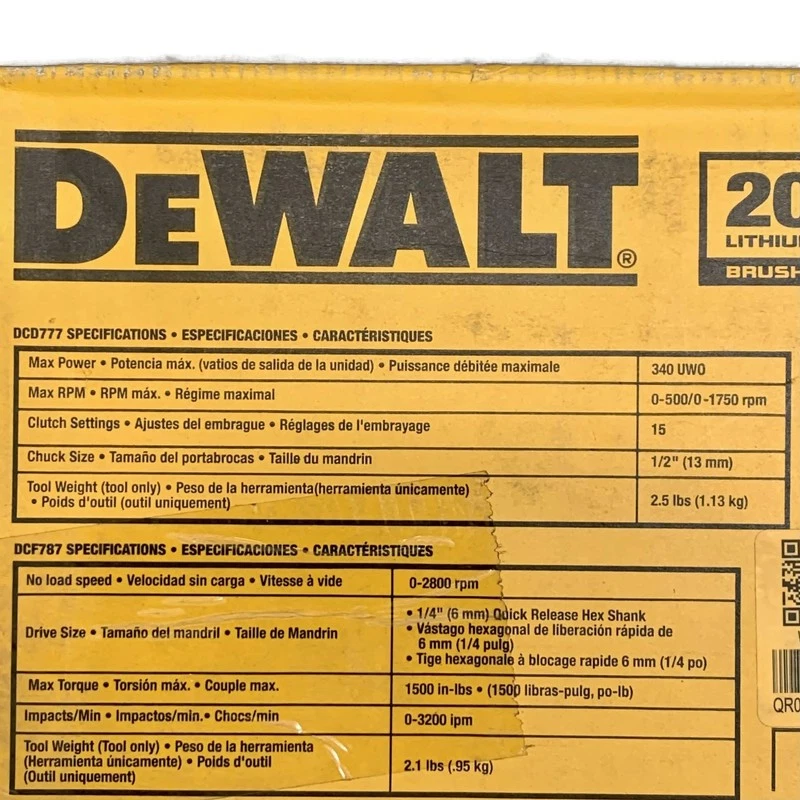 DEWALT®
20
LITHIU
BRUSH
DCD777 SPECIFICATIONS • ESPECIFICACIONES • CARACTÉRISTIQUES
Max Power • Potencia máx. (vatios de salida de la unidad) • Puissance débitée maximale 340 UWO
Max RPM • RPM máx. • Régime maximal 0-500/0-1750 rpm
Clutch Settings • Ajustes del embrague • Réglages de l'embrayage 15
Chuck Size • Tamaño del portabrocas • Taille du mandrin 1/2" (13 mm)
Tool Weight (tool only) • Peso de la herramienta(herramienta únicamente)
• Poids d'outil (outil uniquement) 2.5 lbs (1.13 kg)
DCF787 SPECIFICATIONS • ESPECIFICACIONES • CARACTÉRISTIQUES
No load speed • Velocidad sin carga • Vitesse à vide 0-2800 rpm
Drive Size • Tamaño del mandril • Taille de Mandrin
• 1/4" (6 mm) Quick Release Hex Shank
• Vástago hexagonal de liberación rápida de
6 mm (1/4 pulg)
• Tige hexagonale à blocage rapide 6 mm (1/4 po)
Max Torque • Torsión máx. • Couple max. 1500 in-lbs • (1500 libras-pulg, po-lb)
Impacts/Min • Impactos/min.• Chocs/min 0-3200 ipm
Tool Weight (Tool only) • Peso de la herramienta
(Herramienta únicamente) • Poids d'outil
(Outil uniquement) 2.1 lbs (.95 kg)
QR0